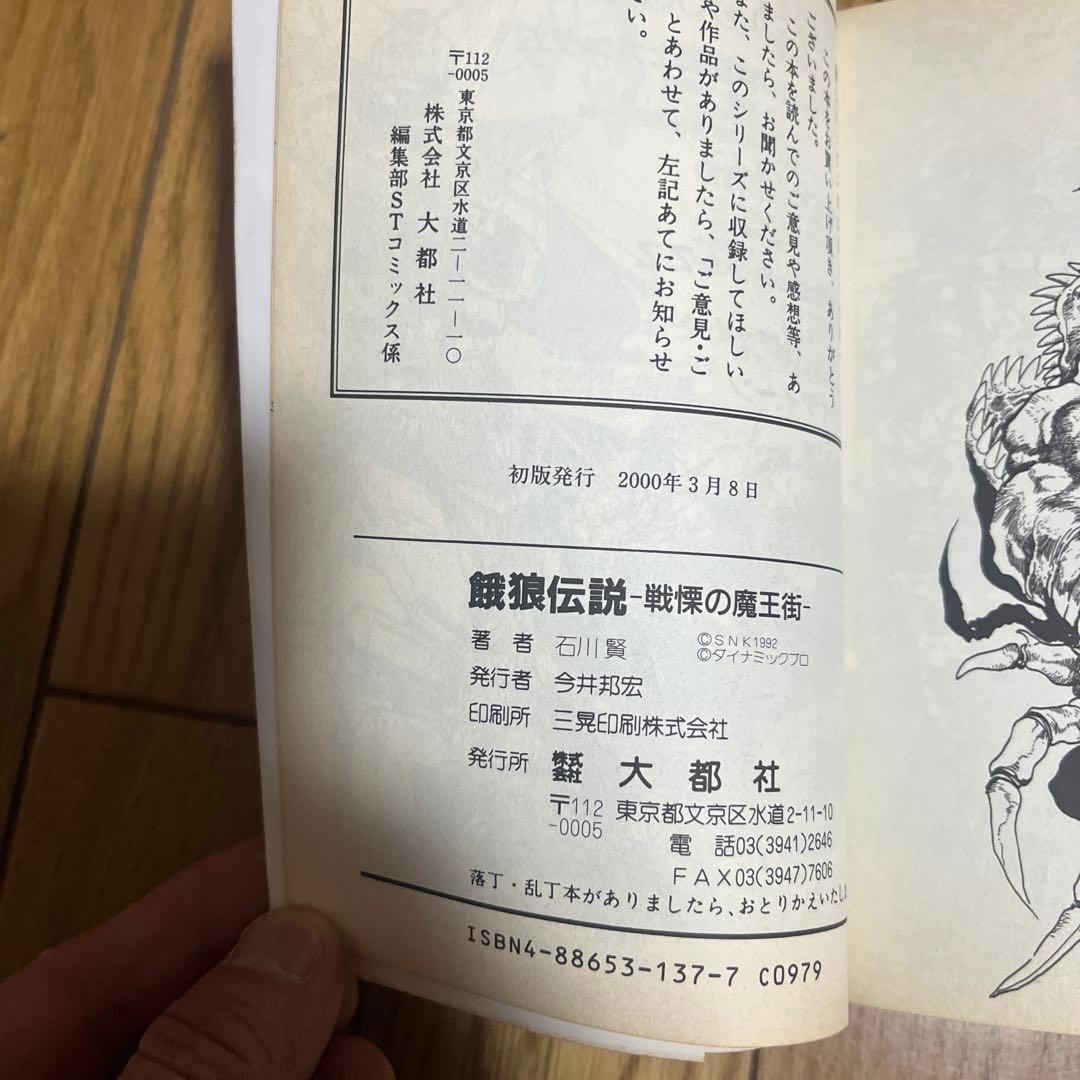 この本をお買い上げ頂き、ありがとう
ございました。
この本を読んでのご意見や感想等、あ
ましたら、お聞かせください。
また、このシリーズに収録してほしい
や作品がありましたら、「ご意見・ご
とあわせて、左記あてにお知らせ
い。
〒112
-0005
東京都文京区水道二―一一―一〇
株式会社 大都社
編集部STコミックス係
初版発行 2000年3月8日
餓狼伝説-戦慄の魔王街-
著者 石川賢
©SNK1992
©ダイナミックプロ
発行者 今井邦宏
印刷所 三晃印刷株式会社
発行所 株式会社 大都社
〒112
-0005
東京都文京区水道2-11-10
電話03(3941)2646
FAX03(3947)7606
落丁・乱丁本がありましたら、おとりかえいたしま
ISBN4-88653-137-7 C0979